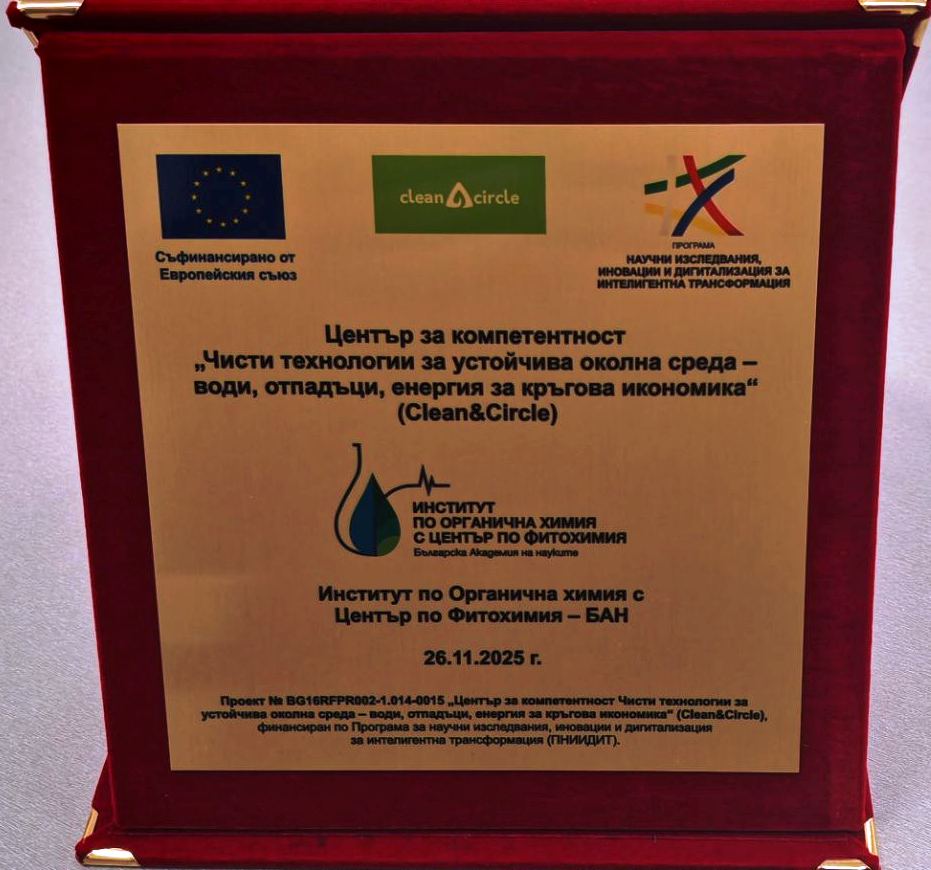 Съфинансирано от
Европейския съюз
clean circle
ПРОГРАМА
НАУЧНИ ИЗСЛЕДВАНИЯ,
ИНОВАЦИИ И ДИГИТАЛИЗАЦИЯ ЗА
ИНТЕЛИГЕНТНА ТРАНСФОРМАЦИЯ
Център за компетентност
„Чисти технологии за устойчива околна среда –
води, отпадъци, енергия за кръгова икономика“
(Clean&Circle)
ИНСТИТУТ
ПО ОРГАНИЧНА ХИМИЯ
С ЦЕНТЪР ПО ФИТОХИМИЯ
Българска Академия на науките
Институт по Органична химия с
Център по Фитохимия – БАН
26.11.2025 г.
Проект № BG16RFPR002-1.014-0015 „Център за компетентност Чисти технологии за
устойчива околна среда – води, отпадъци, енергия за кръгова икономика“ (Clean&Circle),
финансиран по Програма за научни изследвания, иновации и дигитализация
за интелигентна трансформация (ПНИИДИТ).